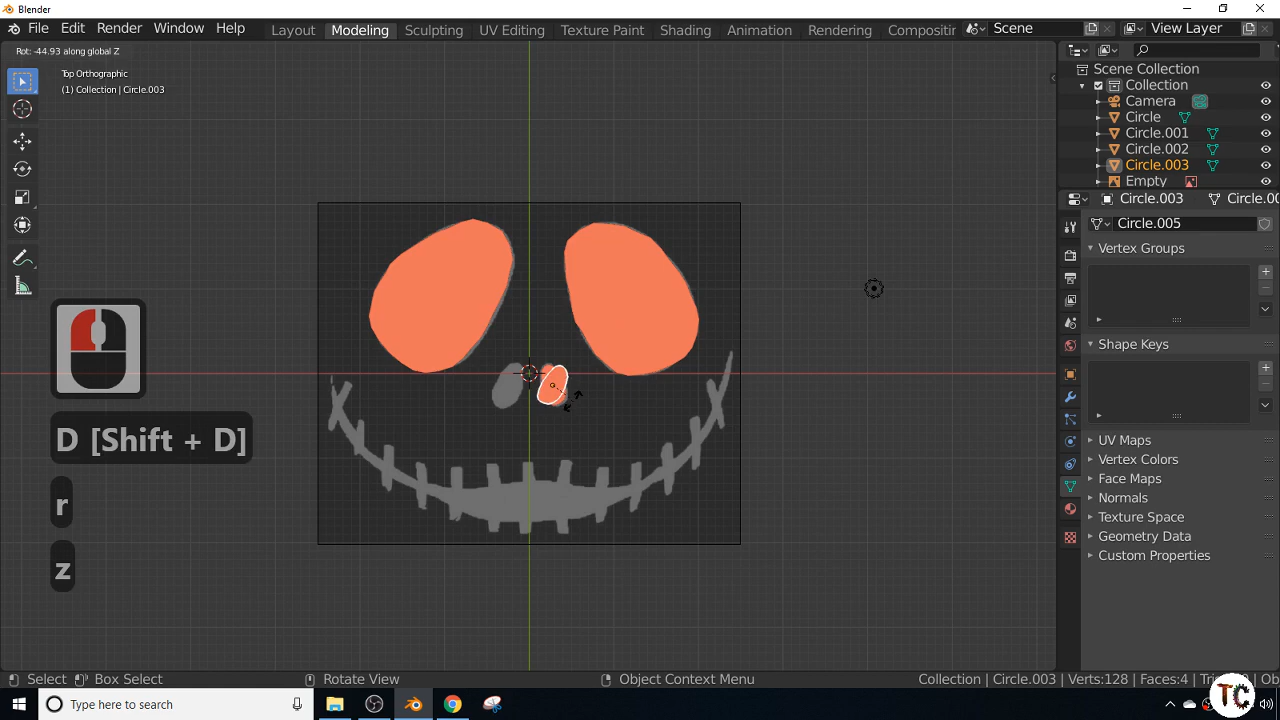 Blender
File Edit Render Window Help
Layout Modeling Sculpting UV Editing Texture Paint Shading Animation Rendering Compositi
Scene
View Layer
Rot: -44.93 along global Z
Top Orthographic
(1) Collection | Circle.003
Scene Collection
Collection
Camera
Circle
Circle.001
Circle.002
Circle.003
Empty
Circle.003
Circle.00
Circle.005
Vertex Groups
Shape Keys
UV Maps
Vertex Colors
Face Maps
Normals
Texture Space
Geometry Data
Custom Properties
D [Shift + D]
r
z
Select Box Select Rotate View Object Context Menu
Collection | Circle.003 | Verts:128 | Faces:4 | Tri
Type here to search
TC